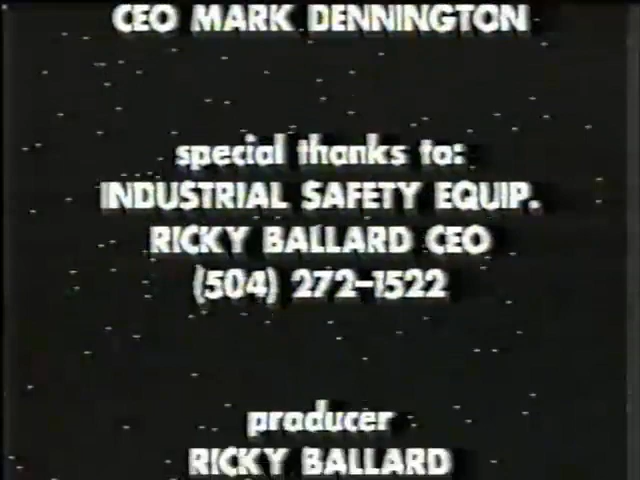 CEO MARK DENNINGTON
special thanks to:
INDUSTRIAL SAFETY EQUIP.
RICKY BALLARD CEO
(504) 272-1522
producer
RICKY BALLARD